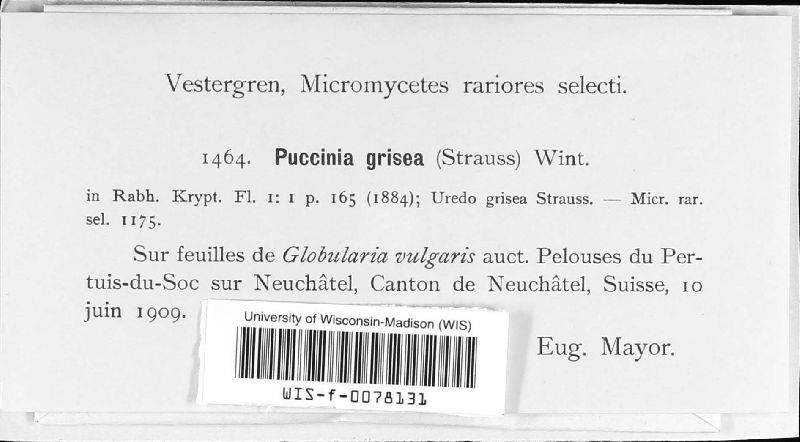 Vestergren, Micromycetes rariores selecti.
1464. Puccinia grisea (Strauss) Wint.
in Rabh. Krypt. Fl. 1: 1 p. 165 (1884); Uredo grisea Strauss. — Micr. rar.
sel. 1175.
Sur feuilles de Globularia vulgaris auct. Pelouses du Per-
tuis-du-Soc sur Neuchâtel, Canton de Neuchâtel, Suisse, 10
juin 1909.
Eug. Mayor.
University of Wisconsin-Madison (WIS)
WIS-f-0078131